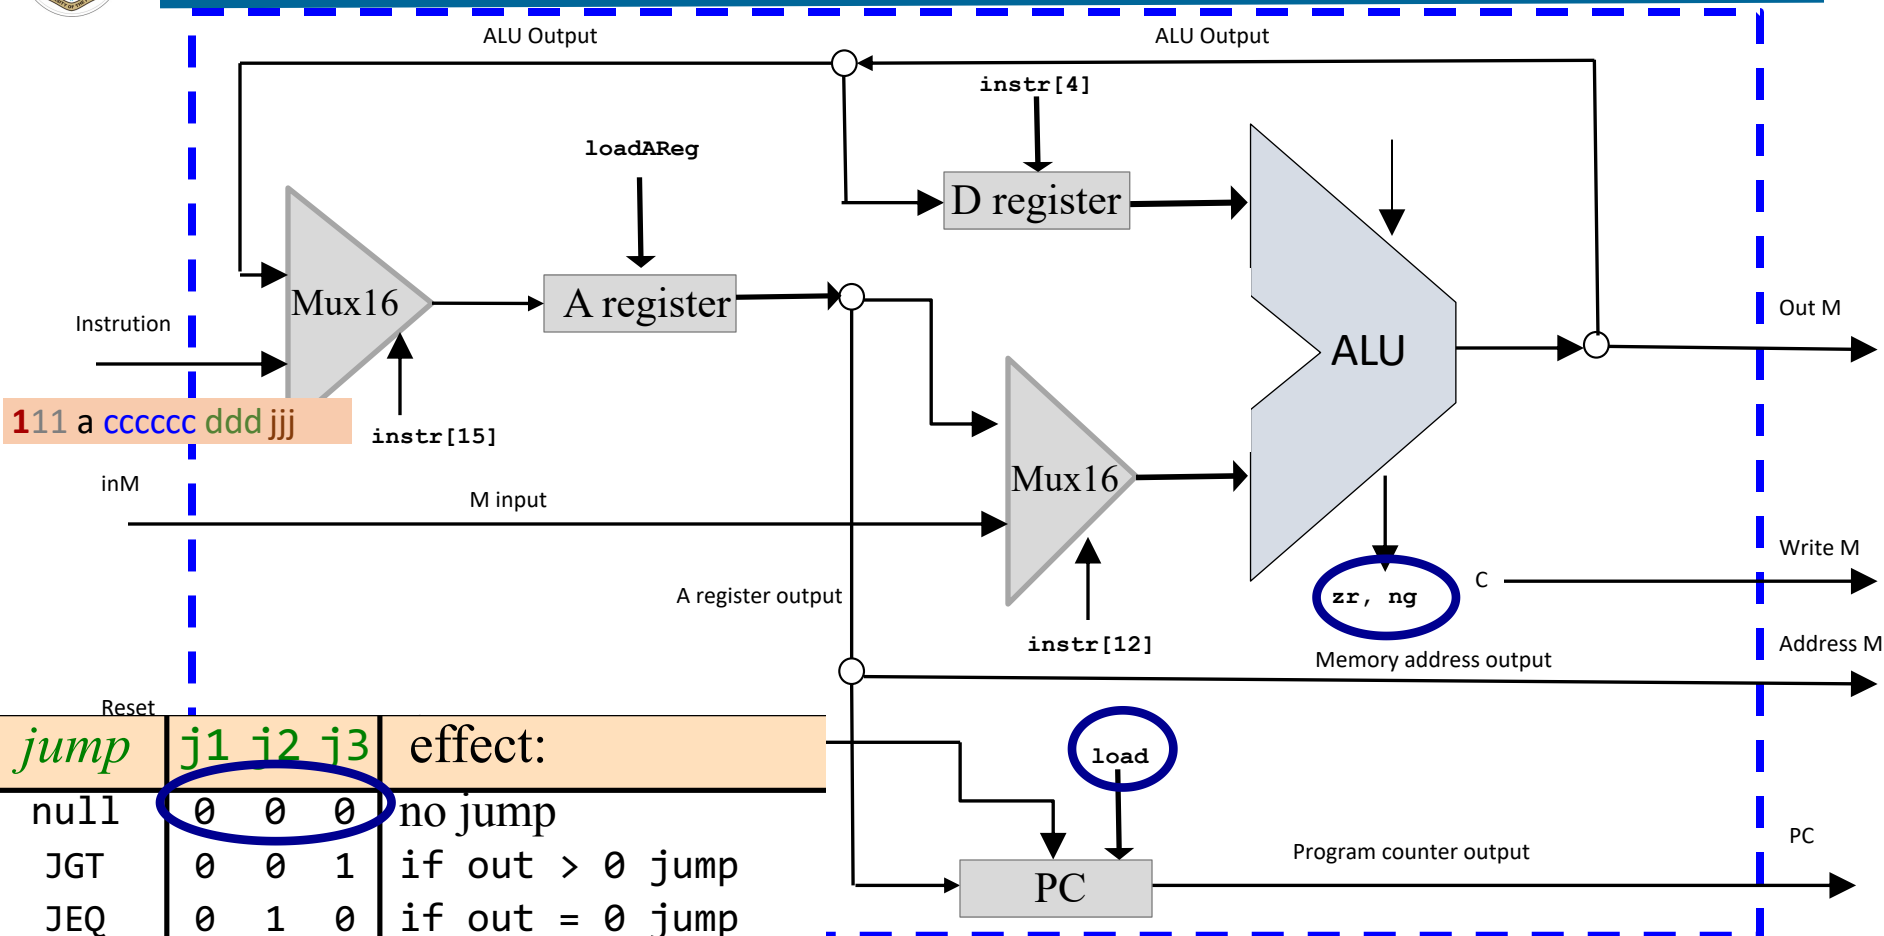 ALU Output
ALU Output
instr[4]
loadAReg
D register
Mux16
A register
Instrution
Out M
ALU
111 a cccccc ddd jjj
instr[15]
inM
M input
Mux16
Write M
C
zr, ng
A register output
instr[12]
Memory address output
Address M
Reset
jump j1 j2 j3 effect:
load
null 0 0 0 no jump
PC
Program counter output
JGT 0 0 1 if out > 0 jump
PC
JEQ 0 1 0 if out = 0 jump